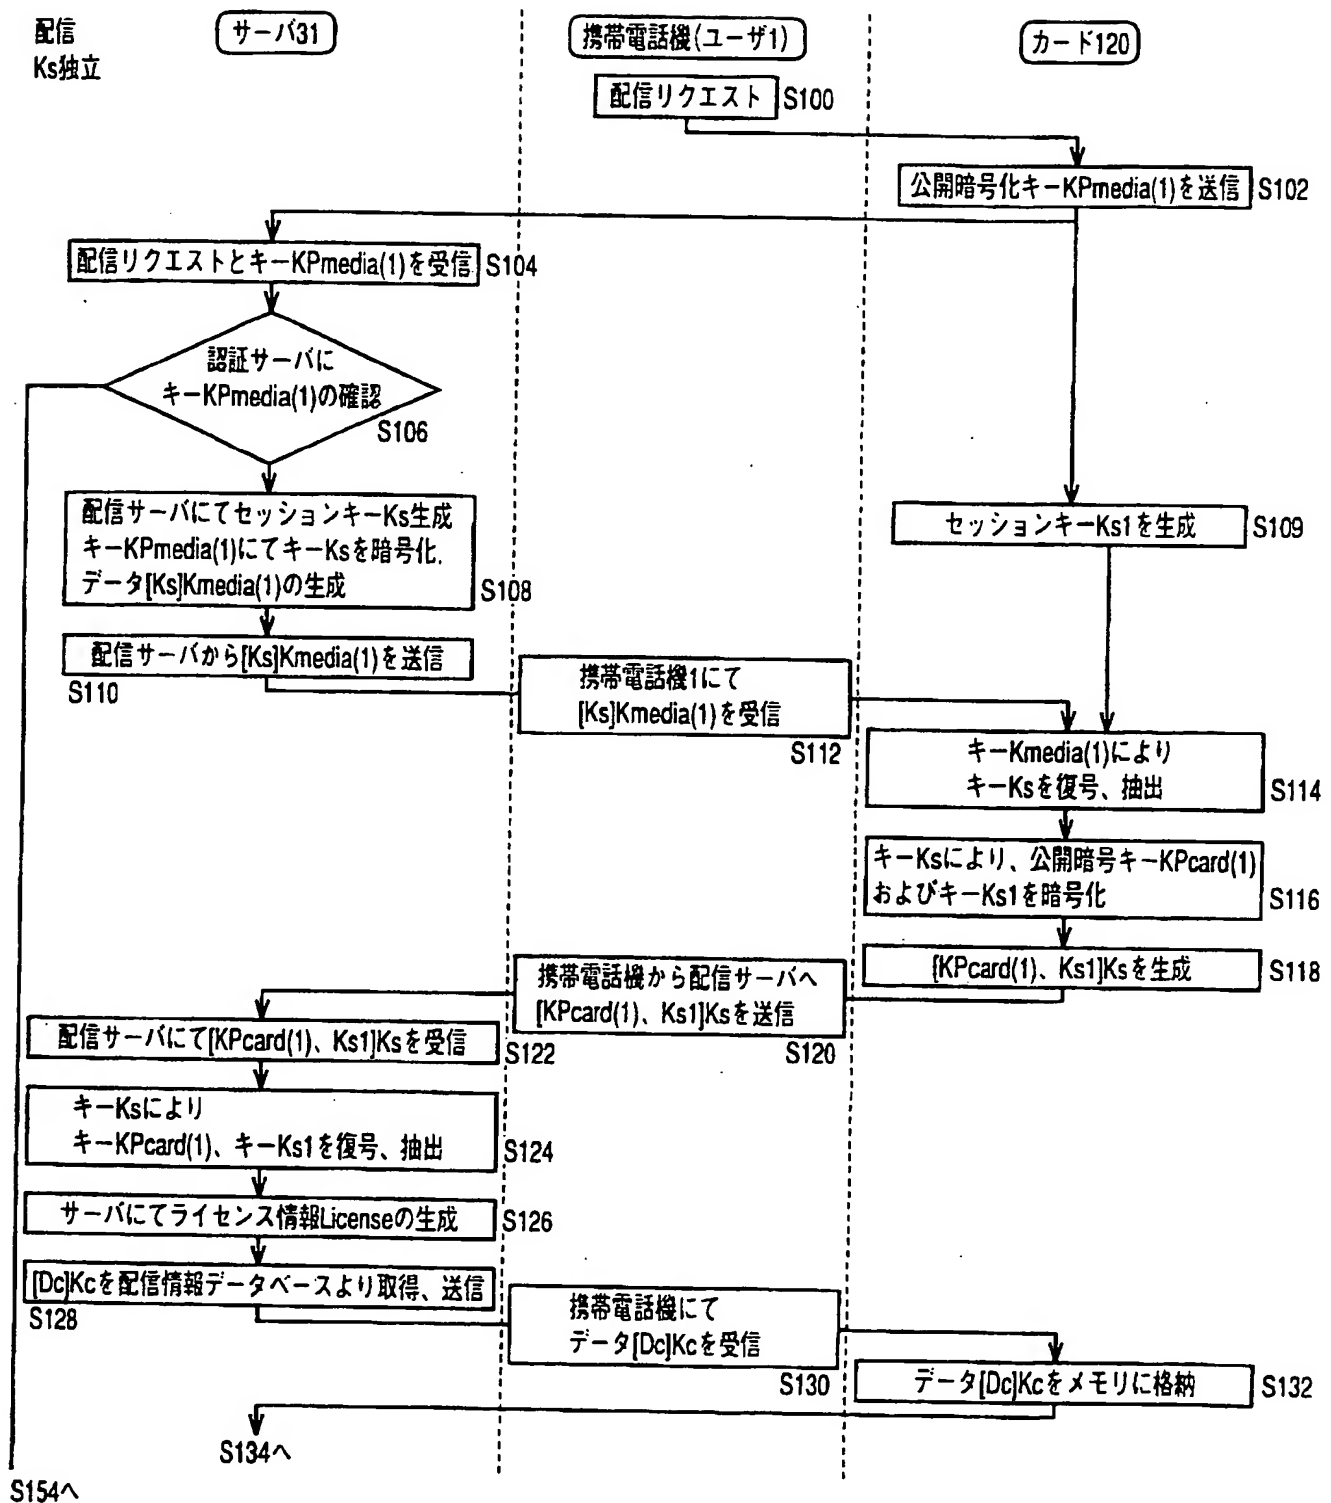 配信
Ks独立
サーバ31
携帯電話機(ユーザ1)
カード120
配信リクエスト
S100
公開暗号化キーKPmedia(1)を送信
S102
配信リクエストとキーKPmedia(1)を受信
S104
認証サーバに
キーKPmedia(1)の確認
S106
配信サーバにてセッションキーKs生成
キーKPmedia(1)にてキーKsを暗号化.
データ[Ks]Kmedia(1)の生成
S108
セッションキーKs1を生成
S109
配信サーバから[Ks]Kmedia(1)を送信
S110
携帯電話機1にて
[Ks]Kmedia(1)を受信
S112
キーKmedia(1)により
キーKsを復号、抽出
S114
キーKsにより、公開暗号キーKPcard(1)
およびキーKs1を暗号化
S116
[KPcard(1)、Ks1]Ksを生成
S118
携帯電話機から配信サーバへ
[KPcard(1)、Ks1]Ksを送信
S120
配信サーバにて[KPcard(1)、Ks1]Ksを受信
S122
キーKsにより
キーKPcard(1)、キーKs1を復号、抽出
S124
サーバにてライセンス情報Licenseの生成
S126
[Dc]Kcを配信情報データベースより取得、送信
S128
携帯電話機にて
データ[Dc]Kcを受信
S130
データ[Dc]Kcをメモリに格納
S132
S134へ
S154へ